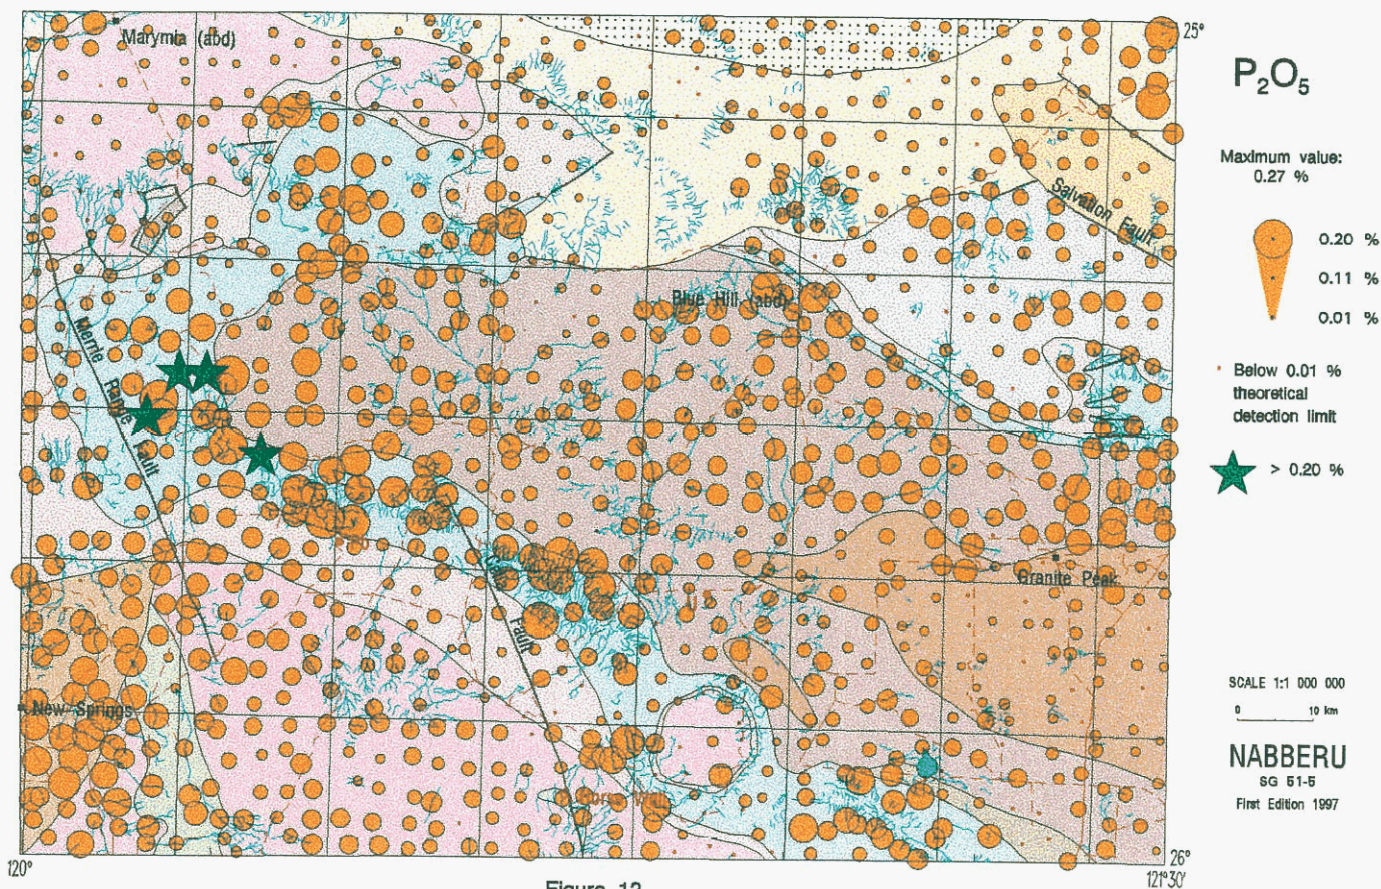 Marymia (abd)
25°
P₂O₅
Maximum value:
0.27 %
0.20 %
0.11 %
0.01 %
Below 0.01 %
theoretical
detection limit
> 0.20 %
Salvation Fault
Blue Hill (abd)
Merrie Range Fault
Fault
Granite Peak
New Springs
SCALE 1:1 000 000
0 10 km
NABBERU
SG 51-5
First Edition 1997
120°
26°
121°30'
Figure 12